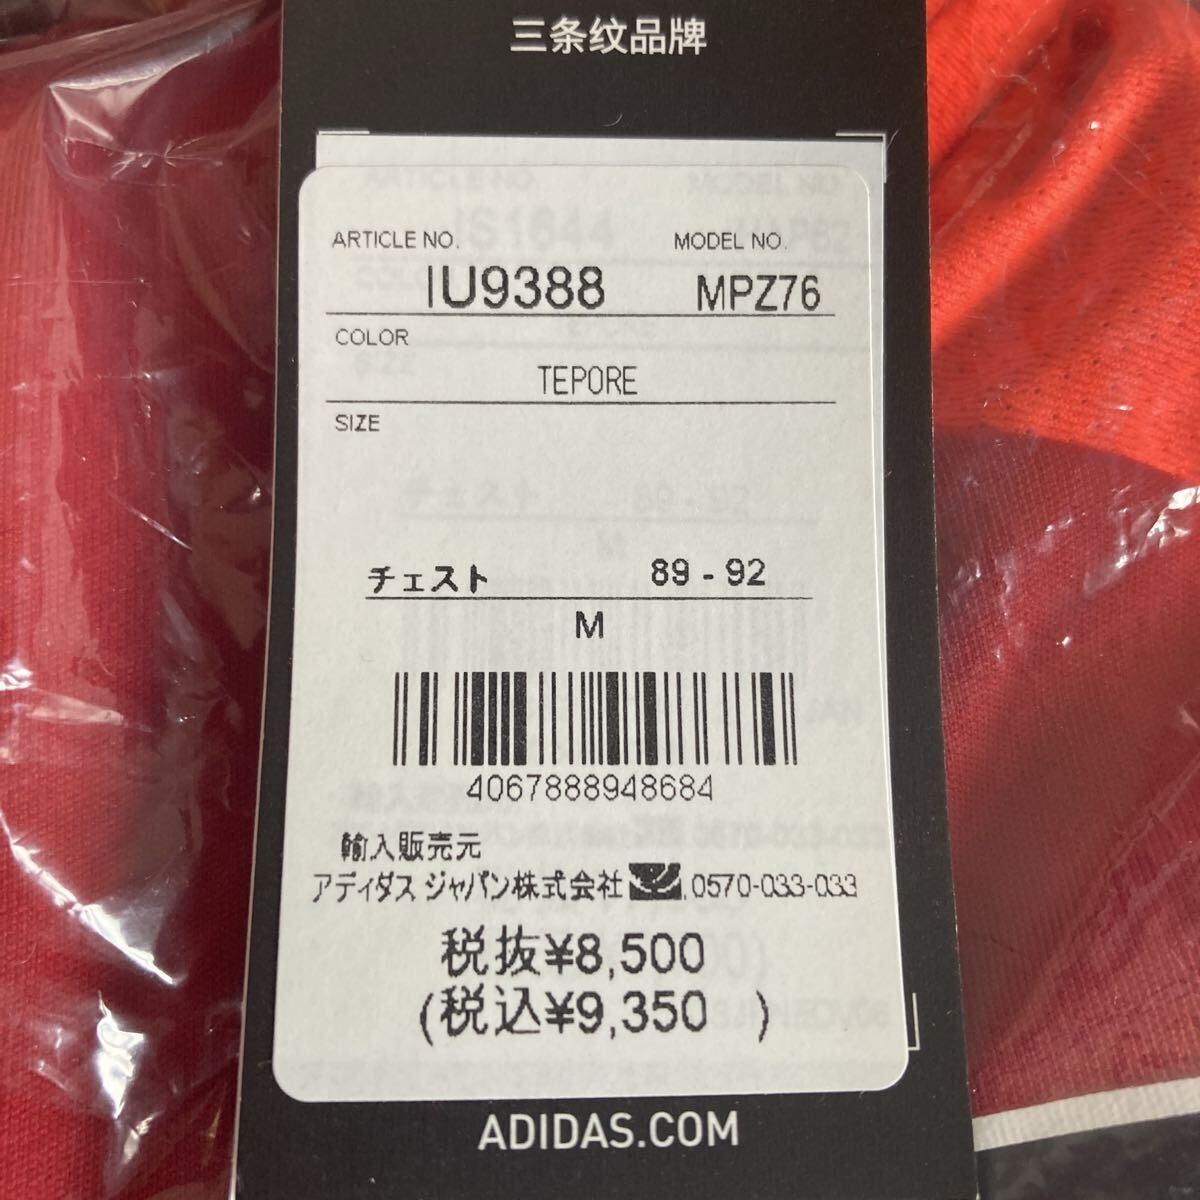 三条纹品牌
ARTICLE NO. MODEL NO.
IU9388 MPZ76
COLOR
TEPORE
SIZE
チェスト 89 - 92
M
4067888948684
輸入販売元
アディダス ジャパン株式会社 0570-033-033
税抜¥8,500
(税込¥9,350 )
ADIDAS.COM